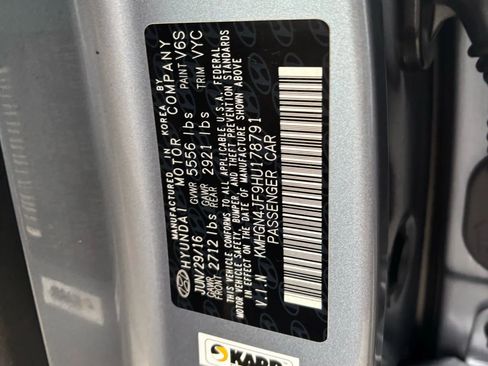 MANUFACTURED IN KOREA BY
HYUNDAI MOTOR COMPANY
JUN/29/16 GVWR 5556 lbs PAINT V6S
GAWR FRONT 2712 lbs GAWR REAR 2921 lbs TRIM VYC
THIS VEHICLE CONFORMS TO ALL APPLICABLE U.S.A. FEDERAL
MOTOR VEHICLE SAFETY, BUMPER, AND THEFT PREVENTION STANDARDS
IN EFFECT ON THE DATE OF MANUFACTURE SHOWN ABOVE
V.I.N KMHGN4JF9HU178791
PASSENGER CAR
KARR